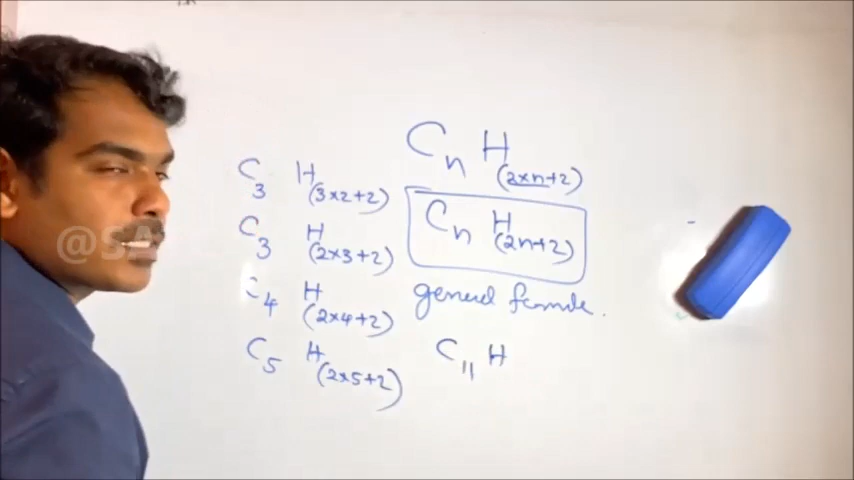 C3 H(3x2+2)
C3 H(2x3+2)
C4 H(2x4+2)
C5 H(2x5+2)
Cn H(2xn+2)
Cn H(2n+2)
general formula.
C11 H
@SA